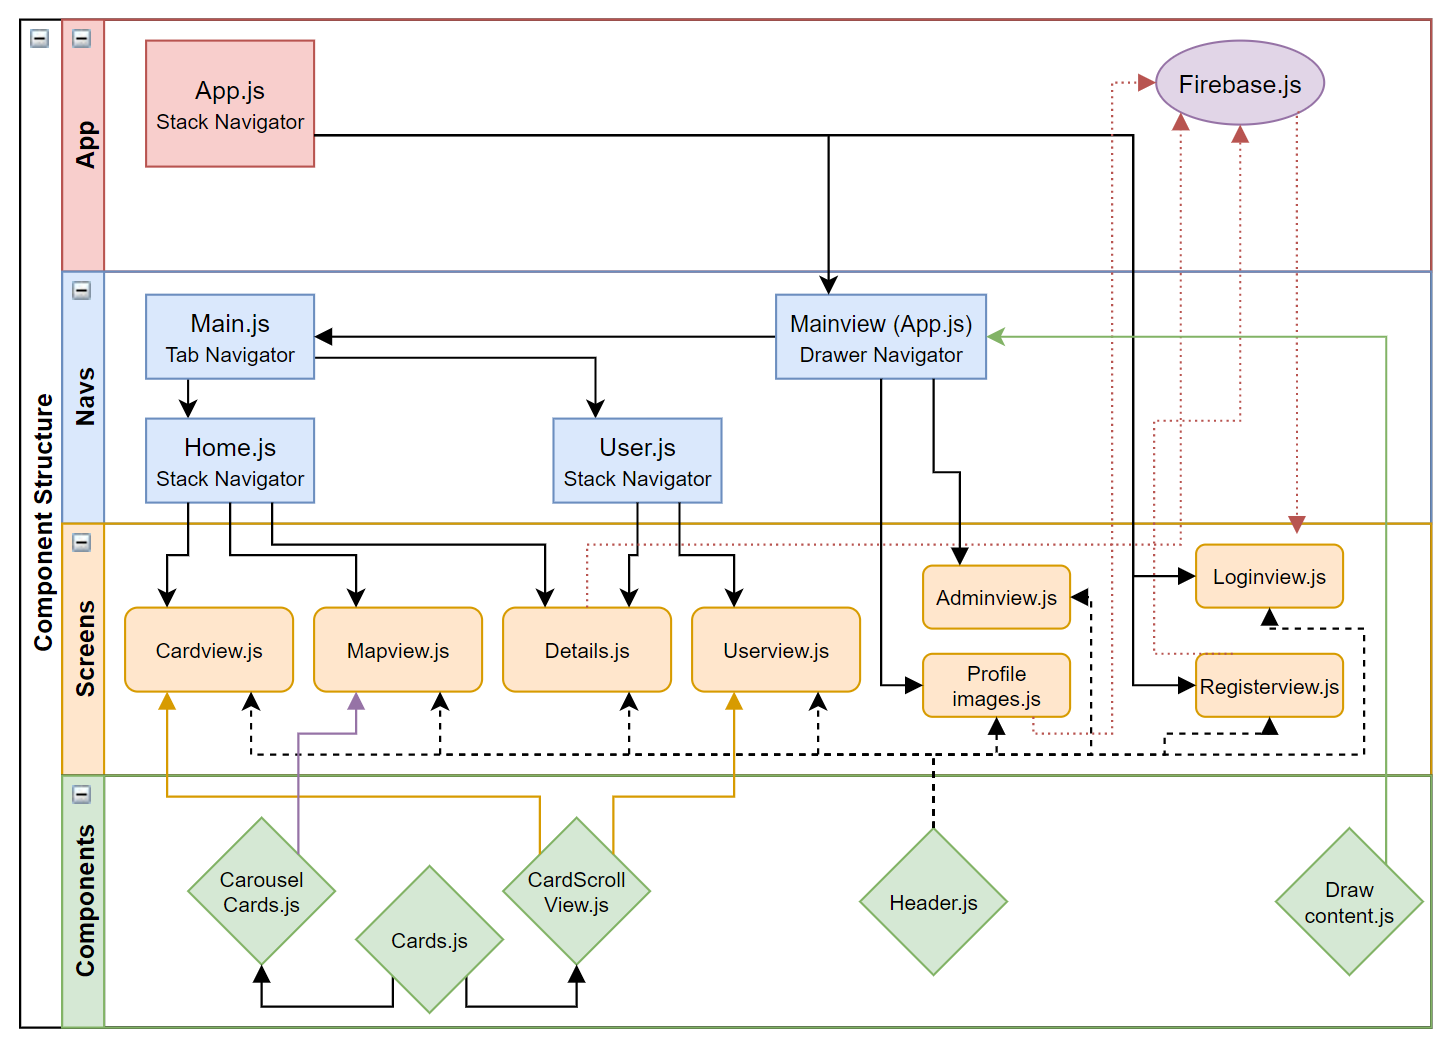 Component Structure
App
App.js
Stack Navigator
Firebase.js
Navs
Main.js
Tab Navigator
Mainview (App.js)
Drawer Navigator
Home.js
Stack Navigator
User.js
Stack Navigator
Screens
Cardview.js
Mapview.js
Details.js
Userview.js
Adminview.js
Profile
images.js
Loginview.js
Registerview.js
Components
Carousel
Cards.js
Cards.js
CardScroll
View.js
Header.js
Draw
content.js